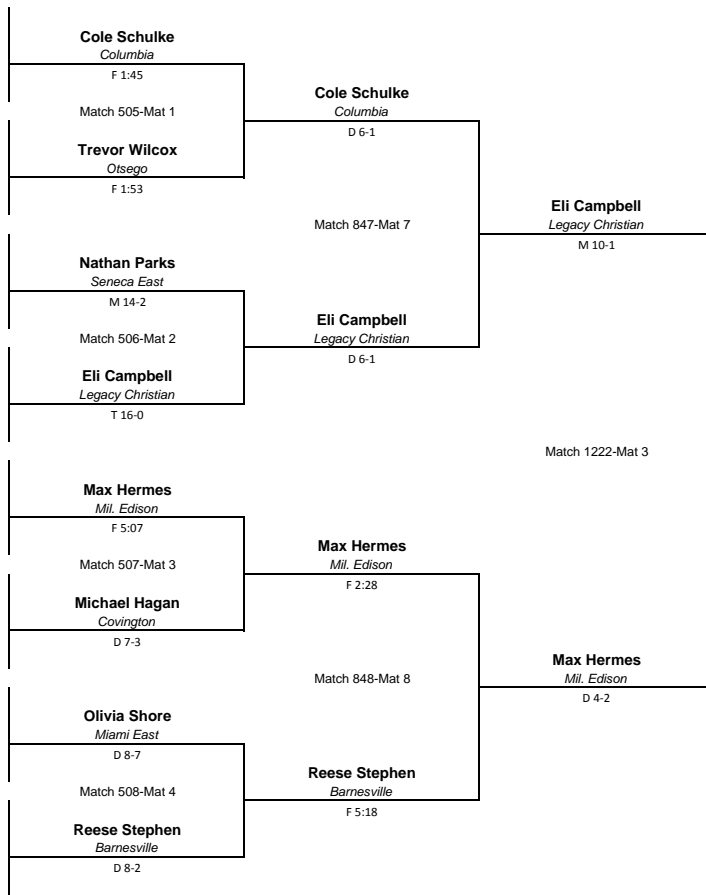 Cole Schulke
Columbia
F 1:45
Match 505-Mat 1
Trevor Wilcox
Otsego
F 1:53
Cole Schulke
Columbia
D 6-1
Match 847-Mat 7
Eli Campbell
Legacy Christian
M 10-1
Nathan Parks
Seneca East
M 14-2
Match 506-Mat 2
Eli Campbell
Legacy Christian
T 16-0
Eli Campbell
Legacy Christian
D 6-1
Match 1222-Mat 3
Max Hermes
Mil. Edison
F 5:07
Match 507-Mat 3
Michael Hagan
Covington
D 7-3
Max Hermes
Mil. Edison
F 2:28
Match 848-Mat 8
Max Hermes
Mil. Edison
D 4-2
Olivia Shore
Miami East
D 8-7
Match 508-Mat 4
Reese Stephen
Barnesville
D 8-2
Reese Stephen
Barnesville
F 5:18